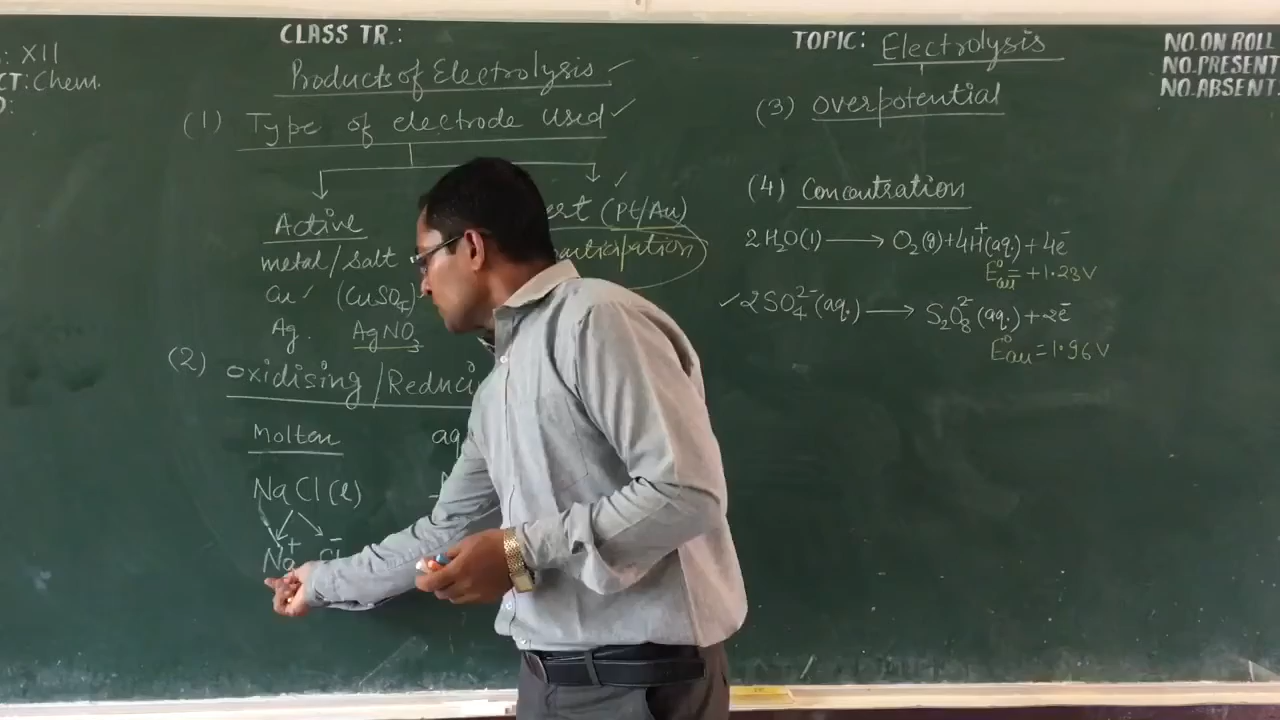 : XII
CT: Chem.
D:
CLASS TR.:
Products of Electrolysis
(1) Type of electrode used
Active
metal/Salt
Cu (CuSO4)
Ag. AgNO3
ert (Pt/Au)
articipation
(2) Oxidising/Reduci
Molten
aq
NaCl(l)
Na+ Cl-
TOPIC: Electrolysis
(3) Overpotential
(4) Concentration
2H2O(l) → O2(g)+4H+(aq.)+4e-
E°cell=+1.23V
2SO4^2-(aq.) → S2O8^2-(aq.)+2e-
E°cell=1.96V
NO.ON ROLL
NO.PRESENT
NO.ABSENT: